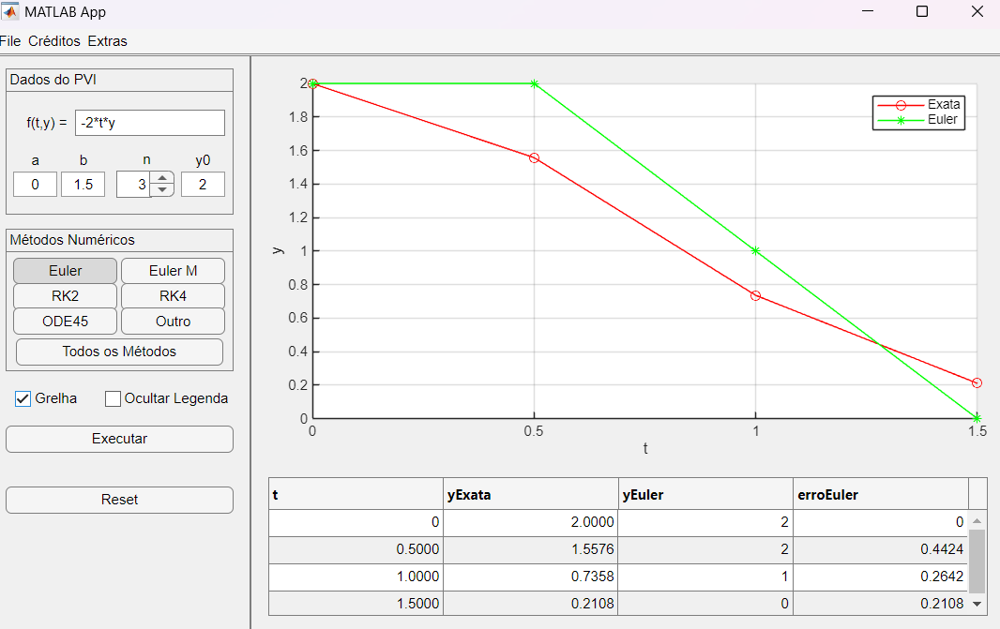 MATLAB App
File Créditos Extras
Dados do PVI
f(t,y) = -2*t*y
a b n y0
0 1.5 3 2
Métodos Numéricos
Euler Euler M
RK2 RK4
ODE45 Outro
Todos os Métodos
Grelha Ocultar Legenda
Executar
Reset
2
1.8
1.6
1.4
1.2
1
0.8
0.6
0.4
0.2
0
y
0 0.5 1 1.5
t
Exata
Euler
t yExata yEuler erroEuler
0 2.0000 2 0
0.5000 1.5576 2 0.4424
1.0000 0.7358 1 0.2642
1.5000 0.2108 0 0.2108